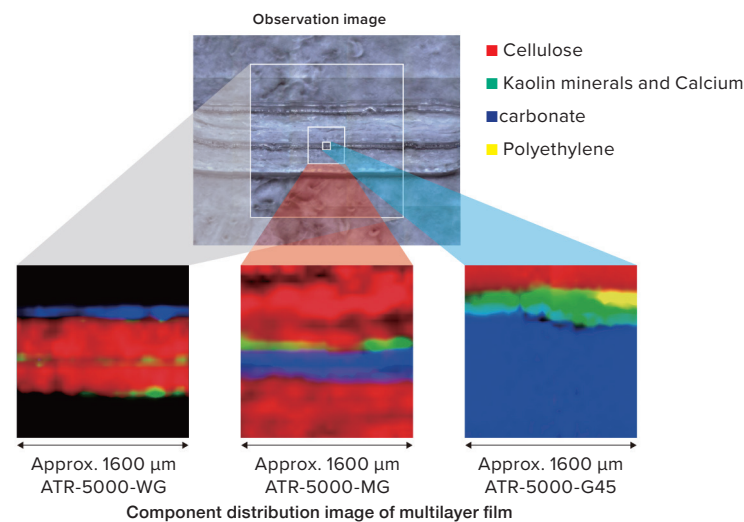 Observation image
Cellulose
Kaolin minerals and Calcium
carbonate
Polyethylene
Approx. 1600 µm
ATR-5000-WG
Approx. 1600 µm
ATR-5000-MG
Approx. 1600 µm
ATR-5000-G45
Component distribution image of multilayer film